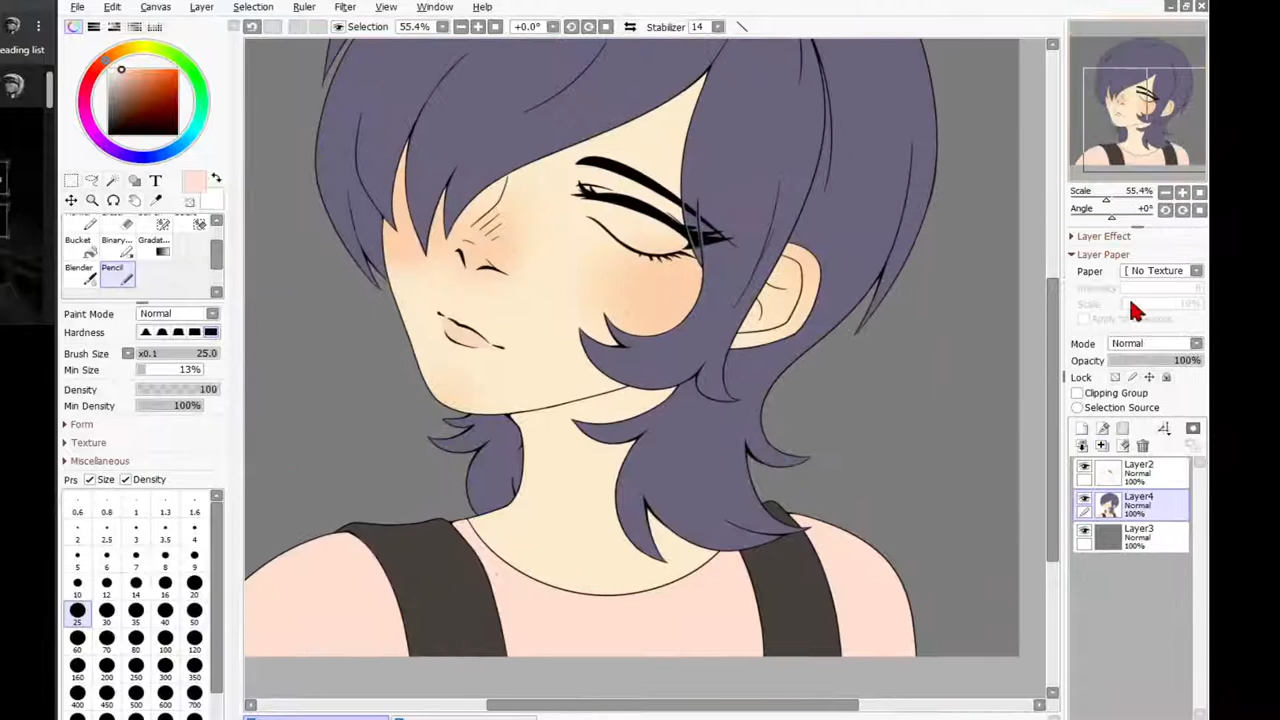 File Edit Canvas Layer Selection Ruler Filter View Window Help
eading list
Selection 55.4% +0.0° Stabilizer 14
T
Bucket Binary... Gradat...
Blender Pencil
Paint Mode Normal
Hardness
Brush Size x0.1 25.0
Min Size 13%
Density 100
Min Density 100%
Form
Texture
Miscellaneous
Prs Size Density
0.6 0.8 1 1.3 1.6
2 2.5 3 3.5 4
5 6 7 8 9
10 12 14 16 20
25 30 35 40 50
60 70 80 100 120
160 200 250 300 350
400 450 500 600 700
Scale 55.4%
Angle +0°
Layer Effect
Layer Paper
Paper [ No Texture
Intensity
Scale 10%
Mode Normal
Opacity 100%
Lock
Clipping Group
Selection Source
Layer2
Normal
100%
Layer4
Normal
100%
Layer3
Normal
100%